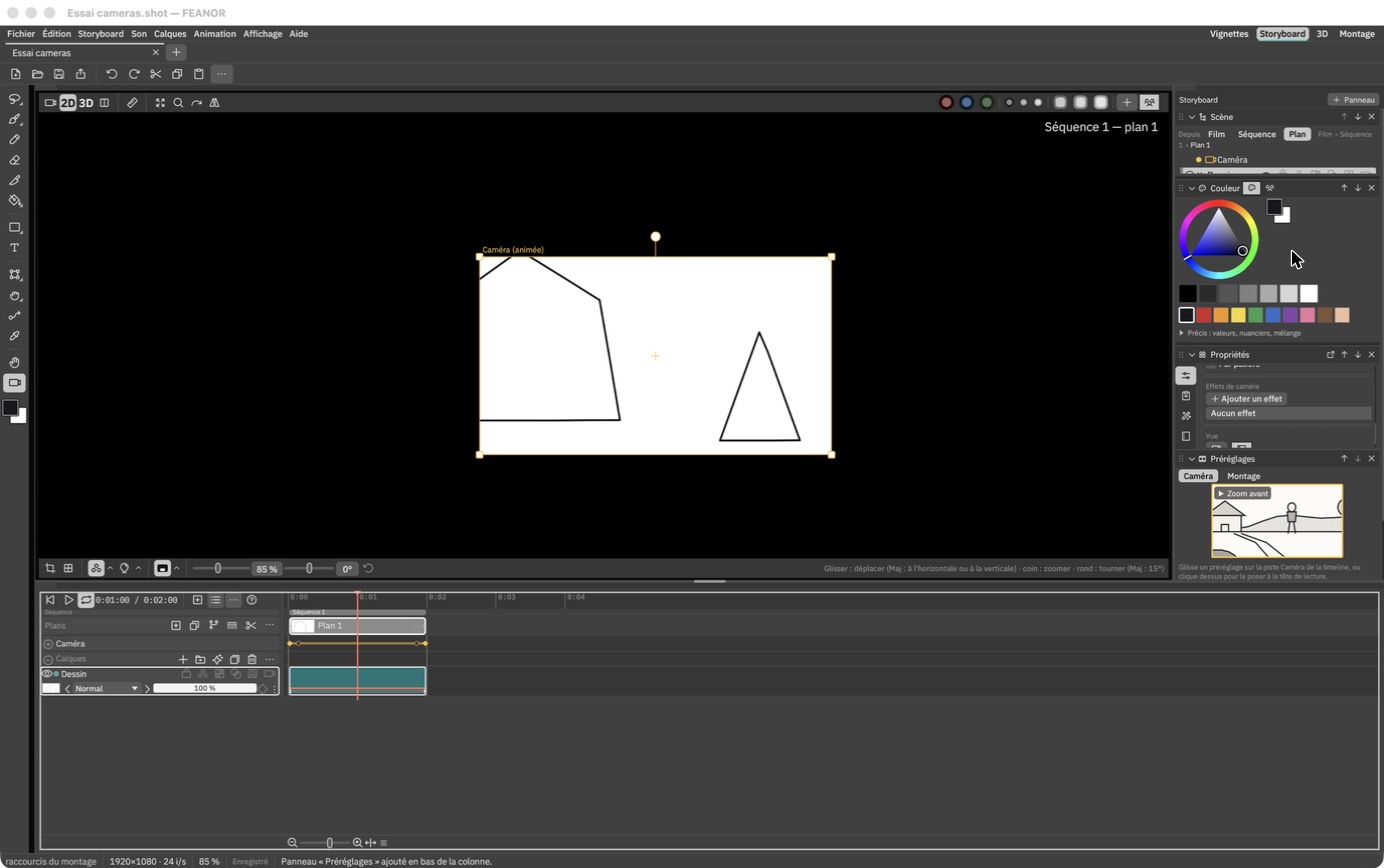 Essai cameras.shot — FEANOR
Fichier Édition Storyboard Son Calques Animation Affichage Aide
Vignettes Storyboard 3D Montage
Essai cameras
2D 3D
Séquence 1 — plan 1
Caméra (animée)
85 % 0°
Glisser : déplacer (Maj : à l'horizontale ou à la verticale) · coin : zoomer · rond : tourner (Maj : 15°)
Storyboard
Panneau
Scène
Depuis Film Séquence Plan Film › Séquence
1 › Plan 1
Caméra
Couleur
Précis : valeurs, nuanciers, mélange
Propriétés
Effets de caméra
Ajouter un effet
Aucun effet
Vue
Préréglages
Caméra Montage
Zoom avant
Glisse un préréglage sur la piste Caméra de la timeline, ou
clique dessus pour le poser à la tête de lecture.
0:01:00 / 0:02:00
0:00 0:01 0:02 0:03 0:04
Séquence
Séquence 1
Plans
Plan 1
Caméra
Calques
Dessin
Normal 100 %
raccourcis du montage 1920×1080 · 24 i/s 85 % Enregistré Panneau « Préréglages » ajouté en bas de la colonne.